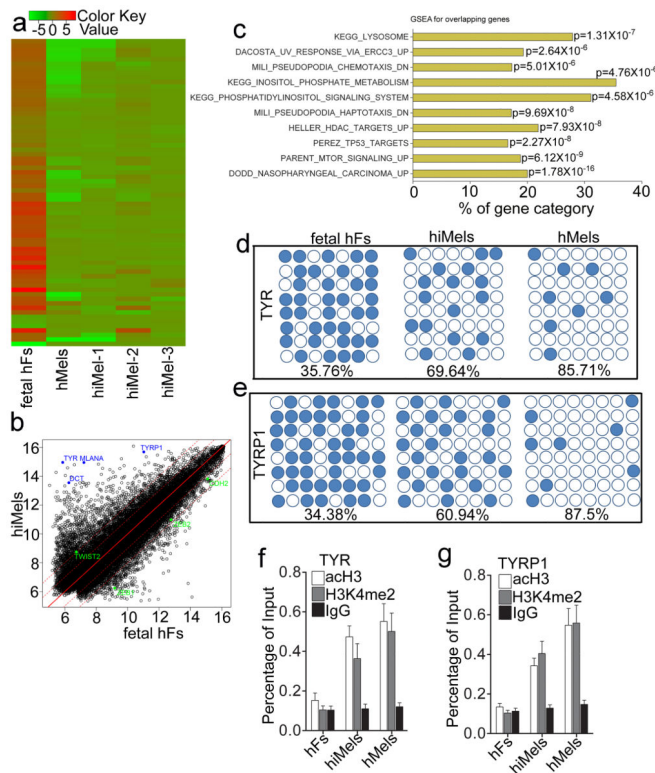 a
-5 0 5 Color Key
Value
fetal hFs
hMels
hiMel-1
hiMel-2
hiMel-3
b
hiMels
16
14
12
10
8
6
TYRP1
TYR MLANA
DCT
TWIST2
6 8 10 12 14 16
fetal hFs
c
GSEA for overlapping genes
KEGG_LYSOSOME p=1.31X10-7
DACOSTA_UV_RESPONSE_VIA_ERCC3_UP p=2.64X10-6
MILI_PSEUDOPODIA_CHEMOTAXIS_DN p=5.01X10-6
KEGG_INOSITOL_PHOSPHATE_METABOLISM p=4.76X10-6
KEGG_PHOSPHATIDYLINOSITOL_SIGNALING_SYSTEM p=4.58X10-6
MILI_PSEUDOPODIA_HAPTOTAXIS_DN p=9.69X10-8
HELLER_HDAC_TARGETS_UP p=7.93X10-8
PEREZ_TP53_TARGETS p=2.27X10-8
PARENT_MTOR_SIGNALING_UP p=6.12X10-9
DODD_NASOPHARYNGEAL_CARCINOMA_UP p=1.78X10-16
0 10 20 30 40
% of gene category
d
fetal hFs hiMels hMels
TYR
35.76% 69.64% 85.71%
e
TYRP1
34.38% 60.94% 87.5%
f
TYR
acH3
H3K4me2
IgG
Percentage of Input
0.8
0.6
0.4
0.2
0.0
hFs
hiMels
hMels
g
TYRP1
acH3
H3K4me2
IgG
Percentage of Input
0.8
0.6
0.4
0.2
0.0
hFs
hiMels
hMels